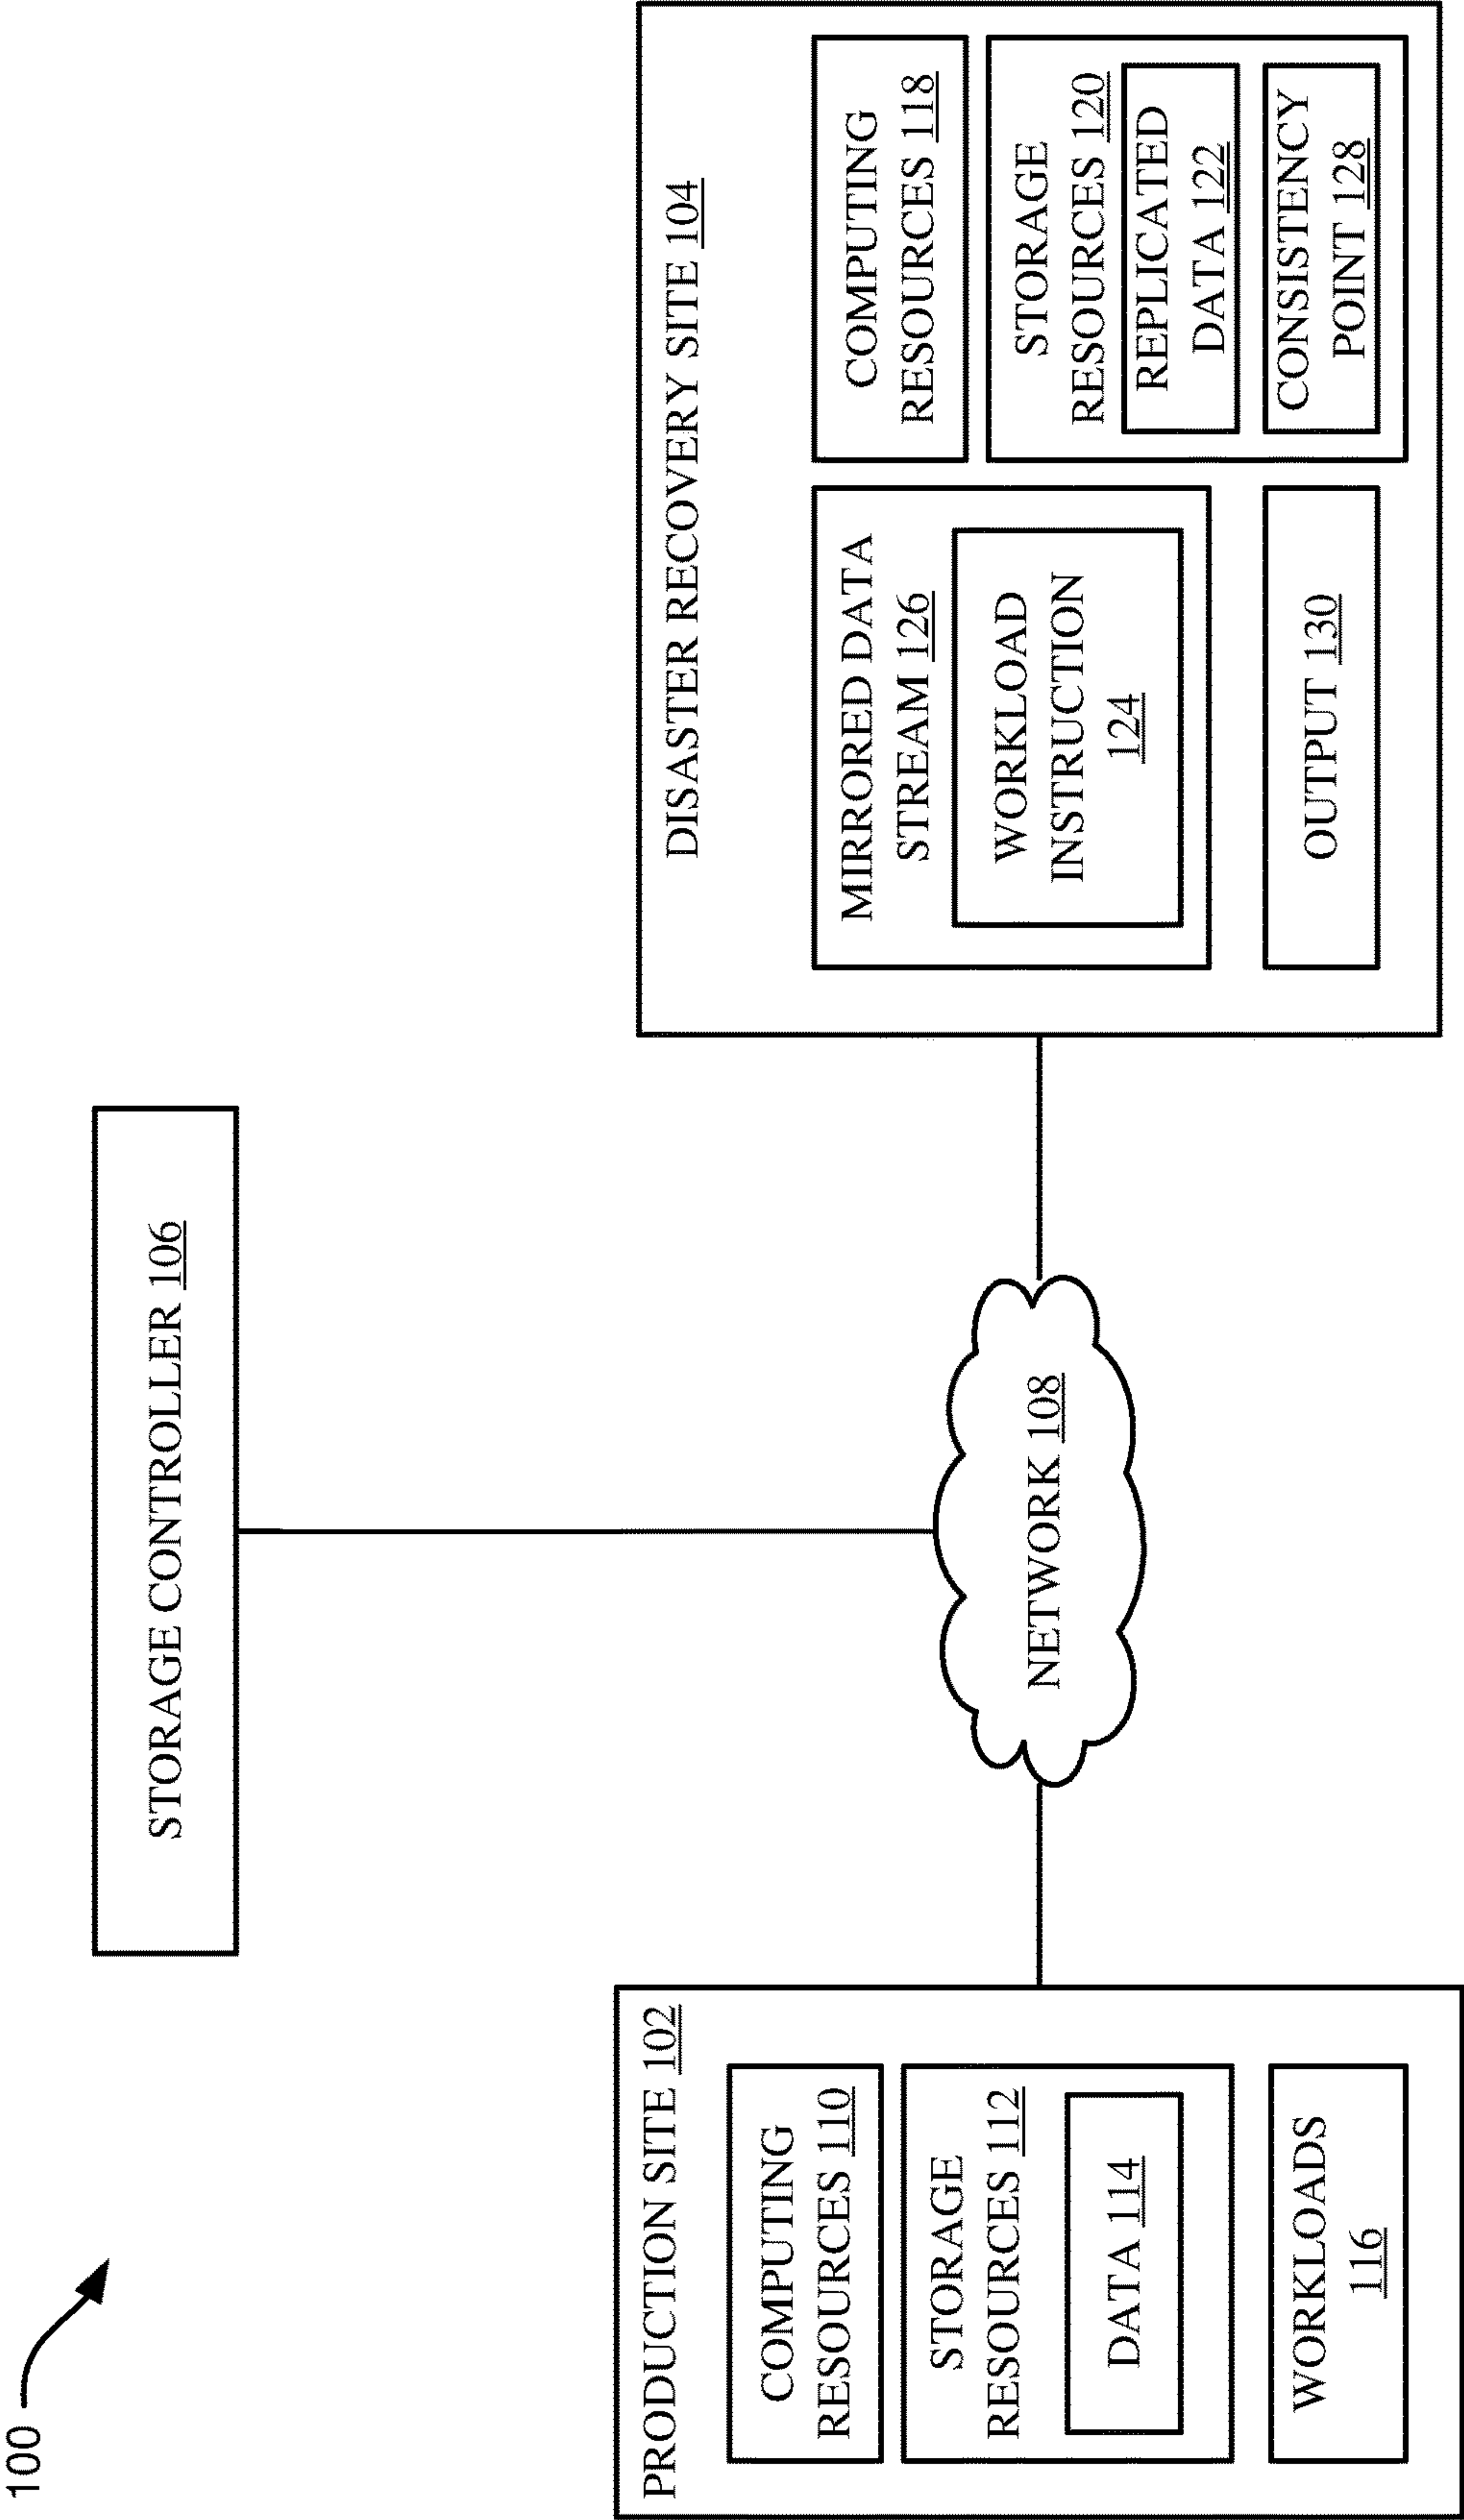 100
STORAGE CONTROLLER 106
PRODUCTION SITE 102
COMPUTING
RESOURCES 110
STORAGE
RESOURCES 112
DATA 114
WORKLOADS
116
NETWORK 108
DISASTER RECOVERY SITE 104
MIRRORED DATA
STREAM 126
WORKLOAD
INSTRUCTION
124
OUTPUT 130
COMPUTING
RESOURCES 118
STORAGE
RESOURCES 120
REPLICATED
DATA 122
CONSISTENCY
POINT 128